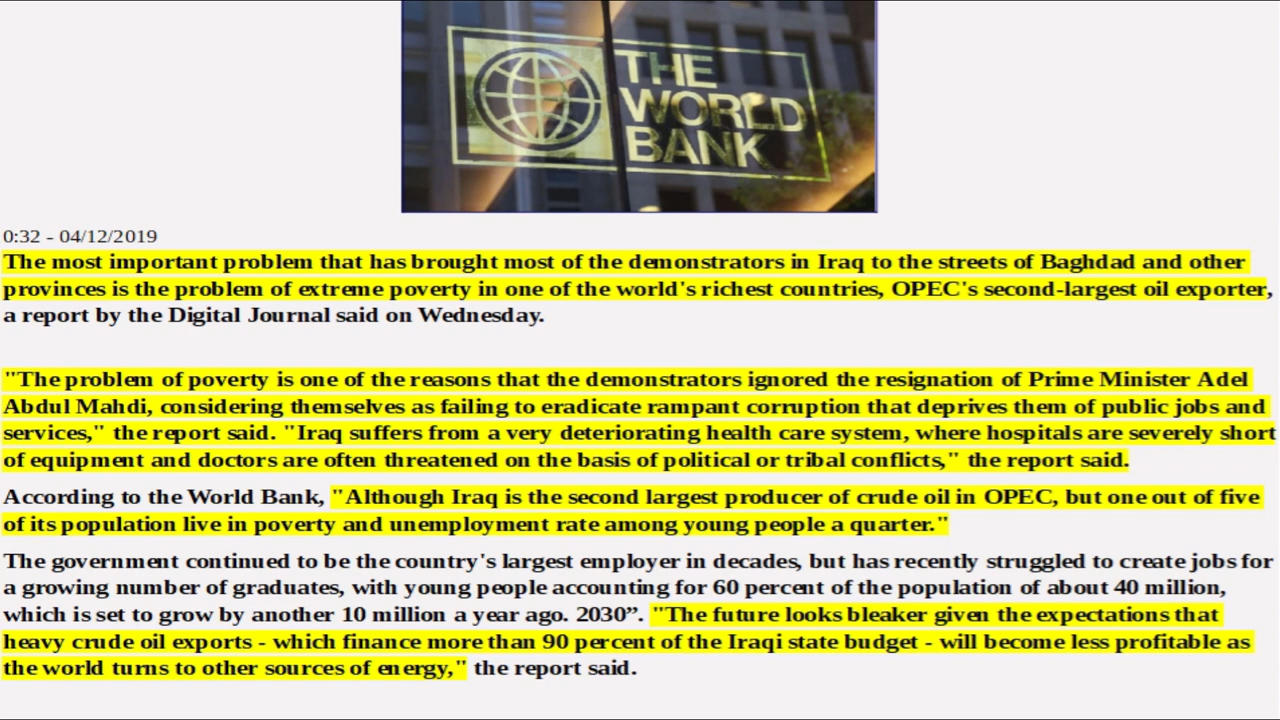 THE
WORLD
BANK
0:32 - 04/12/2019
The most important problem that has brought most of the demonstrators in Iraq to the streets of Baghdad and other
provinces is the problem of extreme poverty in one of the world's richest countries, OPEC's second-largest oil exporter,
a report by the Digital Journal said on Wednesday.
"The problem of poverty is one of the reasons that the demonstrators ignored the resignation of Prime Minister Adel
Abdul Mahdi, considering themselves as failing to eradicate rampant corruption that deprives them of public jobs and
services," the report said. "Iraq suffers from a very deteriorating health care system, where hospitals are severely short
of equipment and doctors are often threatened on the basis of political or tribal conflicts," the report said.
According to the World Bank, "Although Iraq is the second largest producer of crude oil in OPEC, but one out of five
of its population live in poverty and unemployment rate among young people a quarter."
The government continued to be the country's largest employer in decades, but has recently struggled to create jobs for
a growing number of graduates, with young people accounting for 60 percent of the population of about 40 million,
which is set to grow by another 10 million a year ago. 2030”. "The future looks bleaker given the expectations that
heavy crude oil exports - which finance more than 90 percent of the Iraqi state budget - will become less profitable as
the world turns to other sources of energy," the report said.